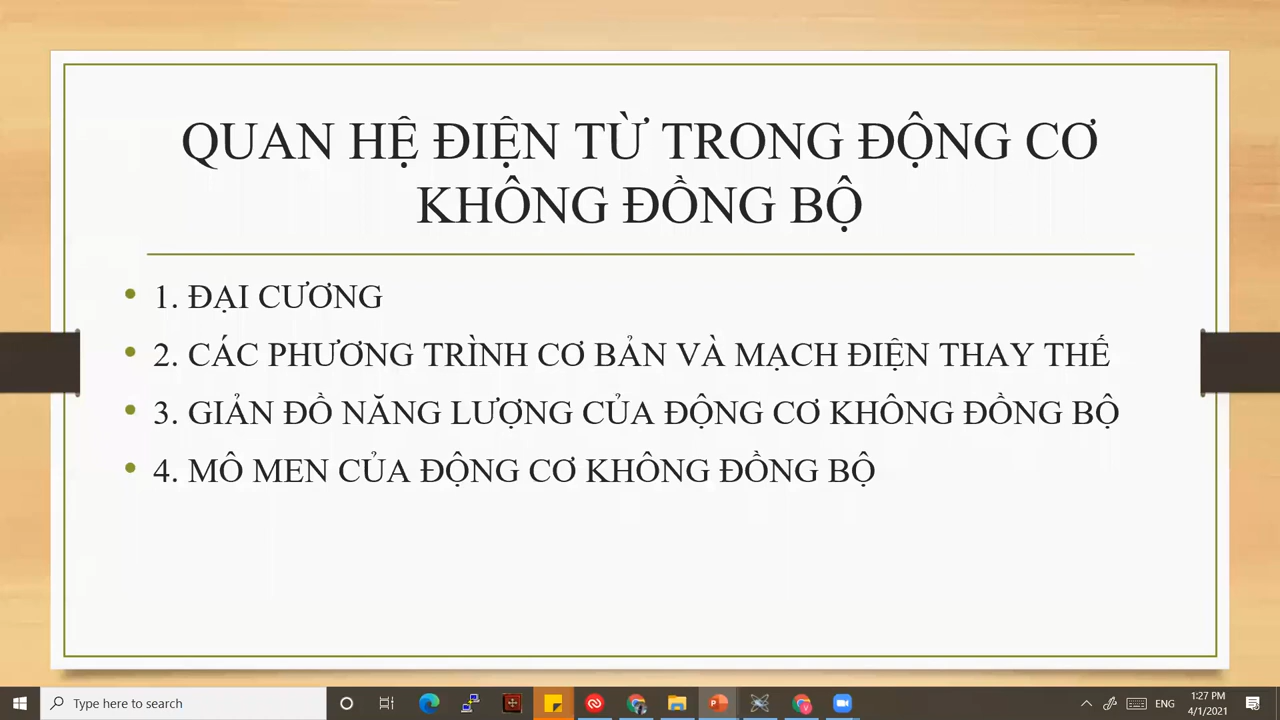 QUAN HỆ ĐIỆN TỪ TRONG ĐỘNG CƠ
KHÔNG ĐỒNG BỘ
• 1. ĐẠI CƯƠNG
• 2. CÁC PHƯƠNG TRÌNH CƠ BẢN VÀ MẠCH ĐIỆN THAY THẾ
• 3. GIẢN ĐỒ NĂNG LƯỢNG CỦA ĐỘNG CƠ KHÔNG ĐỒNG BỘ
• 4. MÔ MEN CỦA ĐỘNG CƠ KHÔNG ĐỒNG BỘ
Type here to search
ENG
1:27 PM
4/1/2021